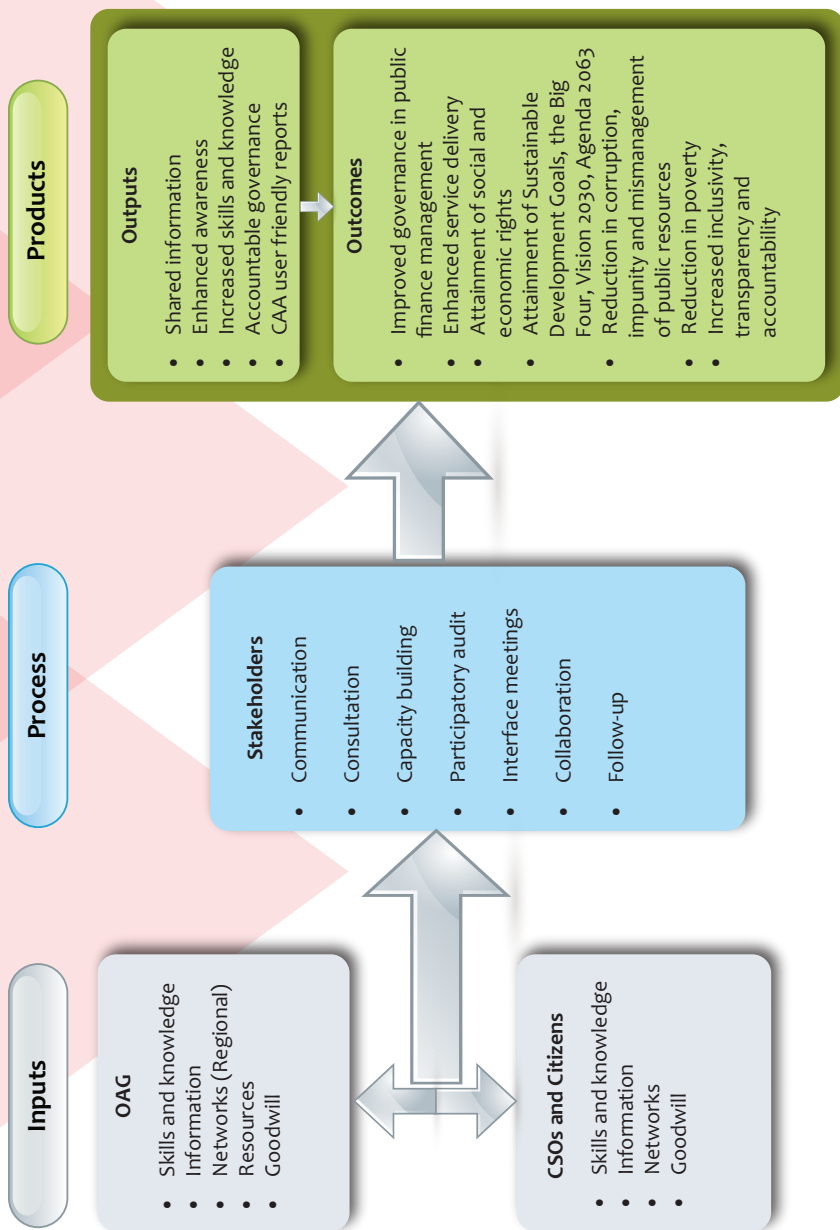 Inputs
OAG
• Skills and knowledge
• Information
• Networks (Regional)
• Resources
• Goodwill
CSOs and Citizens
• Skills and knowledge
• Information
• Networks
• Goodwill
Process
Stakeholders
• Communication
• Consultation
• Capacity building
• Participatory audit
• Interface meetings
• Collaboration
• Follow-up
Products
Outputs
• Shared information
• Enhanced awareness
• Increased skills and knowledge
• Accountable governance
• CAA user friendly reports
Outcomes
• Improved governance in public
finance management
• Enhanced service delivery
• Attainment of social and
economic rights
• Attainment of Sustainable
Development Goals, the Big
Four, Vision 2030, Agenda 2063
• Reduction in corruption,
impunity and mismanagement
of public resources
• Reduction in poverty
• Increased inclusivity,
transparency and
accountability